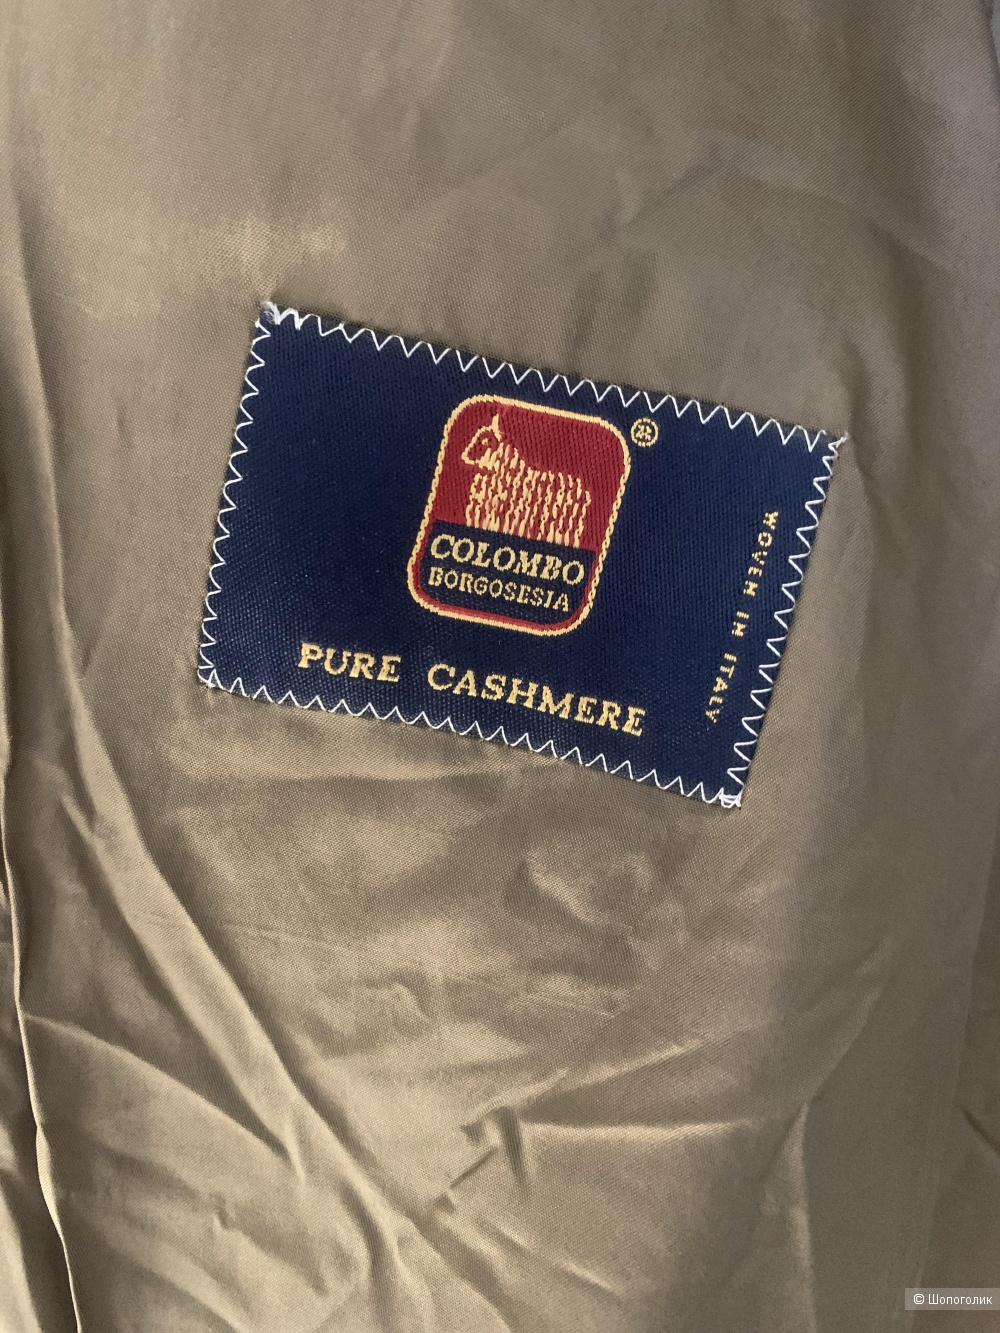 ®
COLOMBO
BORGOSESIA
PURE CASHMERE
WOVEN IN ITALY
© Шопоголик